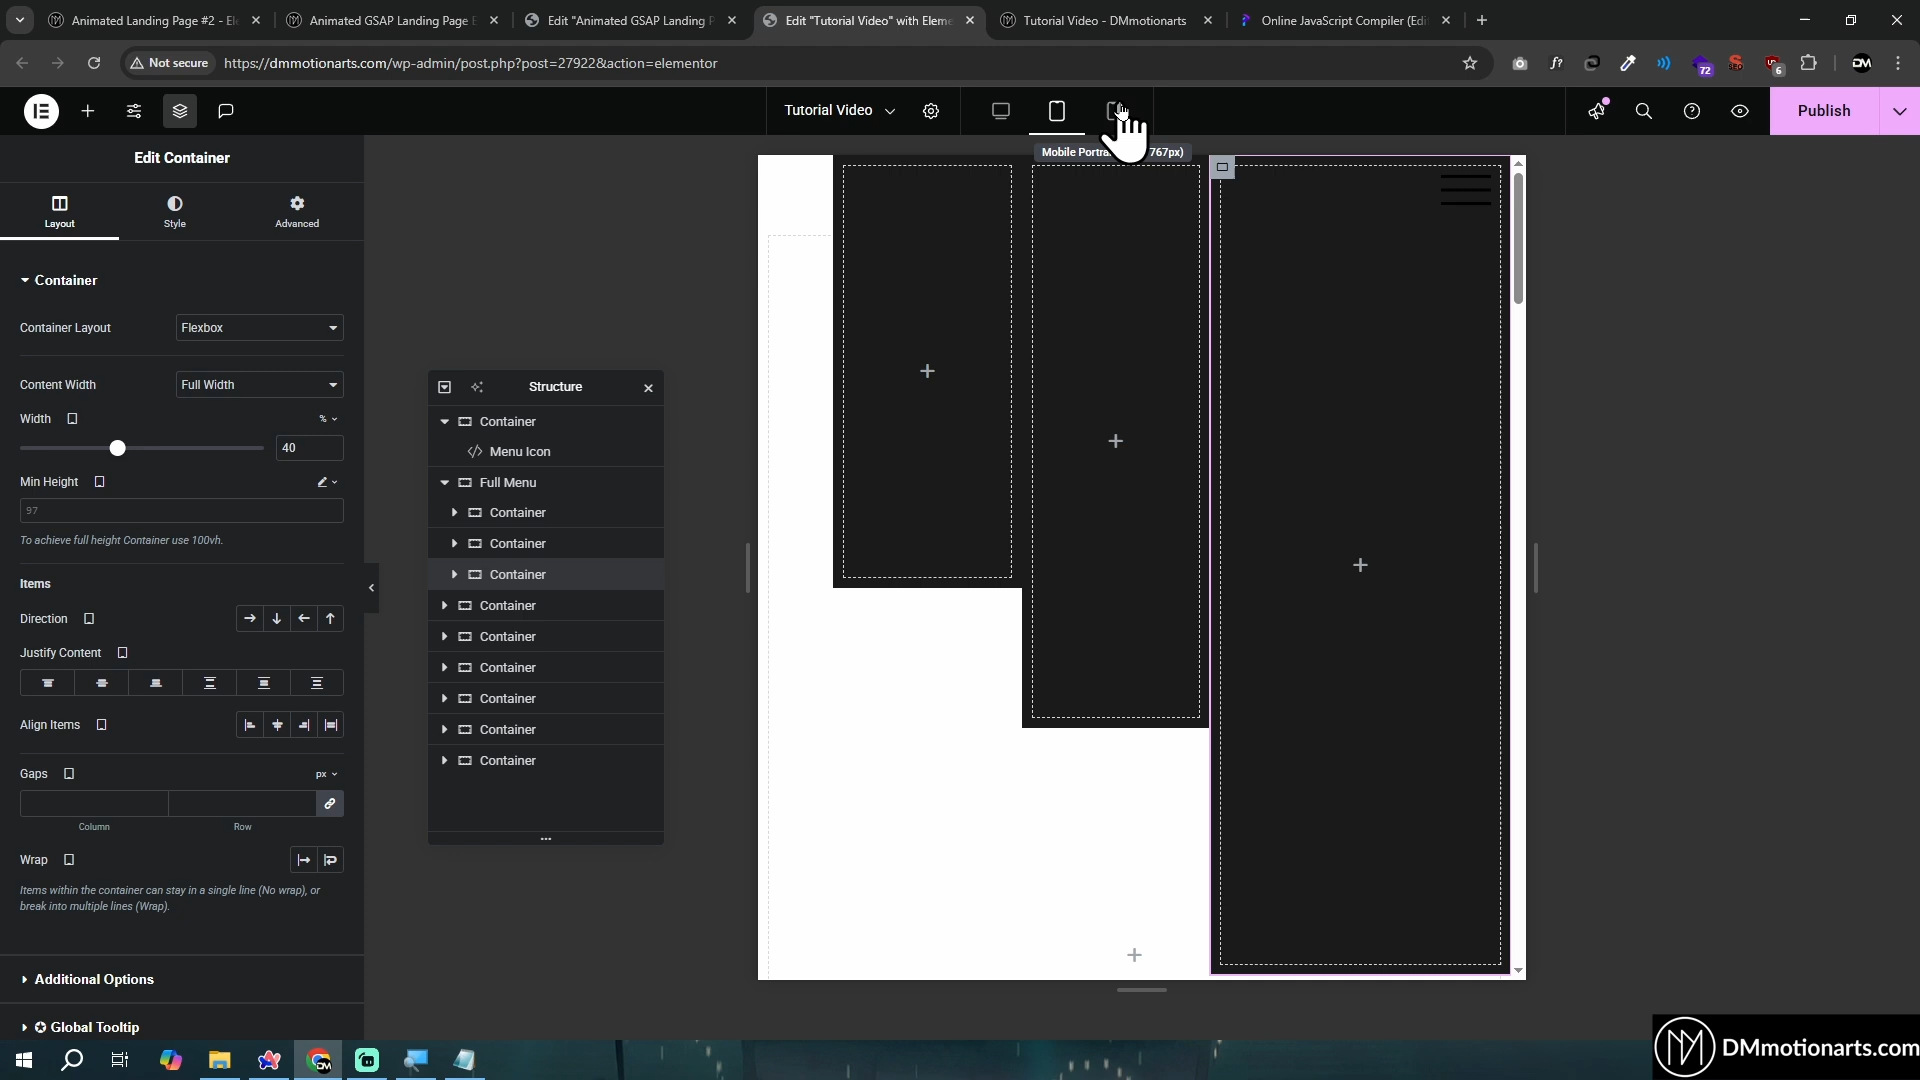 Animated Landing Page #2 - El
Animated GSAP Landing Page E
Edit "Animated GSAP Landing P
Edit "Tutorial Video" with Eleme
Tutorial Video - DMmotionarts
Online JavaScript Compiler (Edi
Not secure
https://dmmotionarts.com/wp-admin/post.php?post=27922&action=elementor
72
6
Tutorial Video
Publish
Edit Container
Mobile Portra
767px)
Layout
Style
Advanced
Container
Container Layout
Flexbox
Content Width
Full Width
Width
%
40
Min Height
97
To achieve full height Container use 100vh.
Items
Direction
Justify Content
Align Items
Gaps
px
Column
Row
Wrap
Items within the container can stay in a single line (No wrap), or
break into multiple lines (Wrap).
Additional Options
Global Tooltip
Structure
Container
Menu Icon
Full Menu
Container
Container
Container
Container
Container
Container
Container
Container
Container
DMmotionarts.com